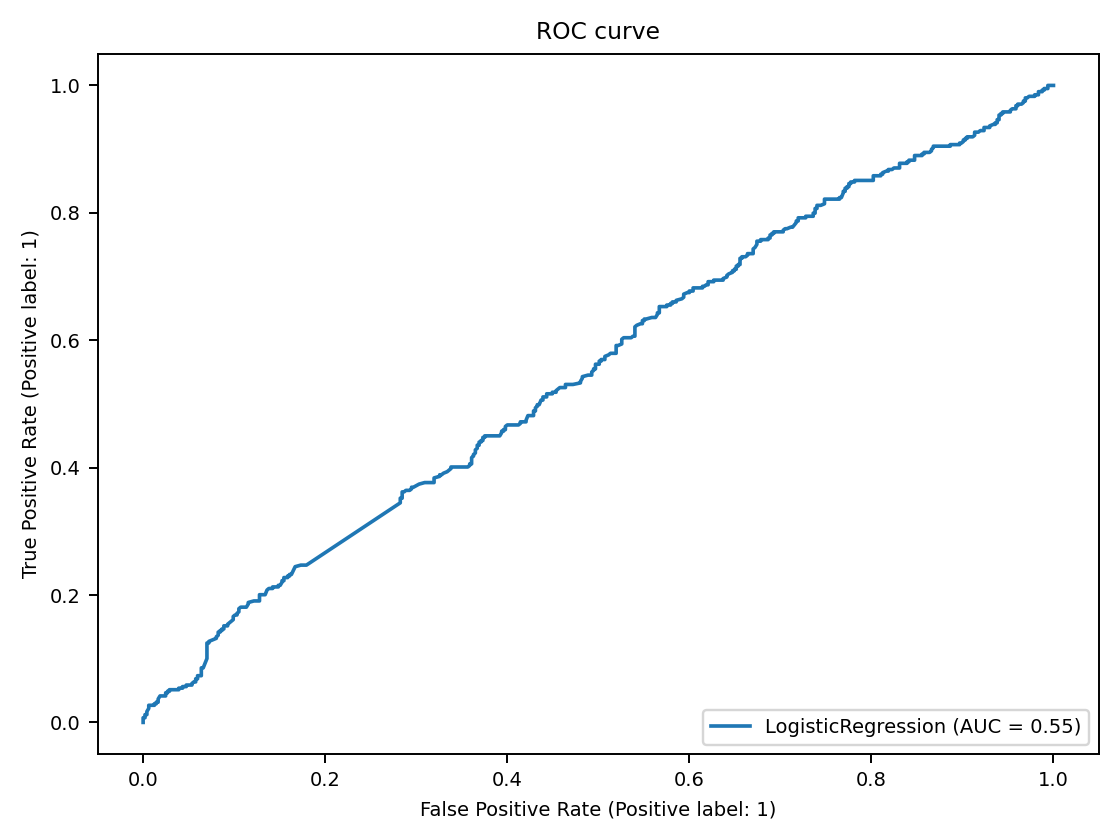 ROC curve
1.0
0.8
0.6
0.4
0.2
0.0
True Positive Rate (Positive label: 1)
LogisticRegression (AUC = 0.55)
0.0 0.2 0.4 0.6 0.8 1.0
False Positive Rate (Positive label: 1)